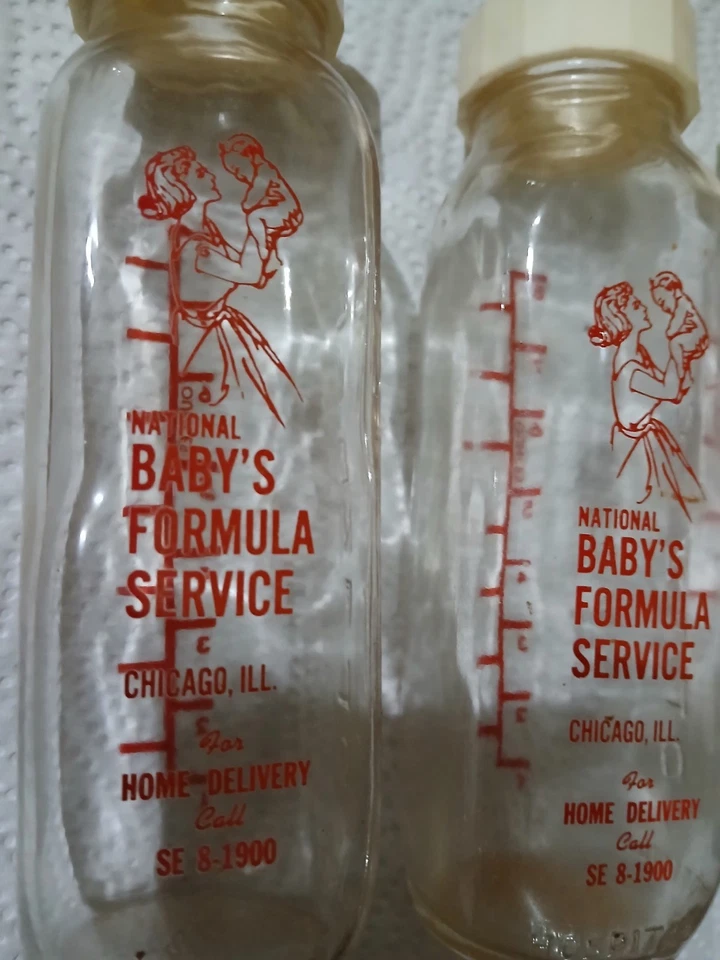 NATIONAL
BABY'S
FORMULA
SERVICE
CHICAGO, ILL.
For
HOME DELIVERY
Call
SE 8-1900
NATIONAL
BABY'S
FORMULA
SERVICE
CHICAGO, ILL.
For
HOME DELIVERY
Call
SE 8-1900